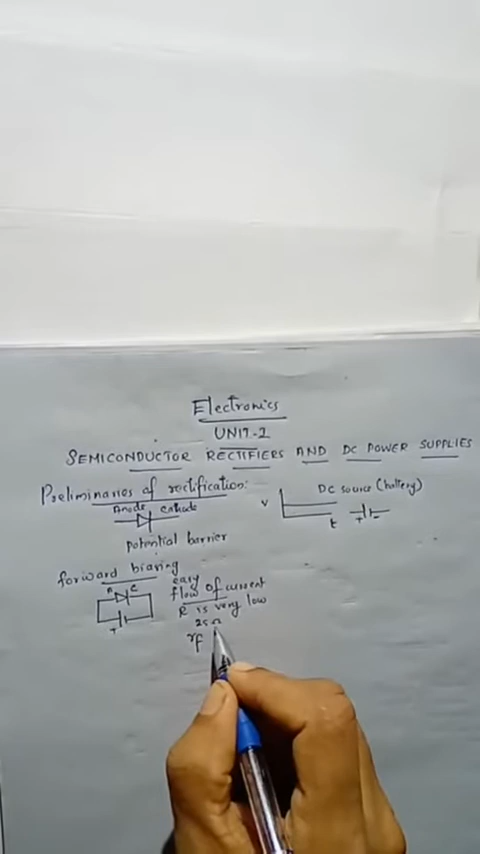 Electronics
UNIT-2
SEMICONDUCTOR RECTIFIERS AND DC POWER SUPPLIES
Preliminaries of rectification:
Anode Cathode
Potential barrier
V
DC source (battery)
t
+ -
forward biasing
A C
+
easy
flow of current
R is very low
25 Ω
rf